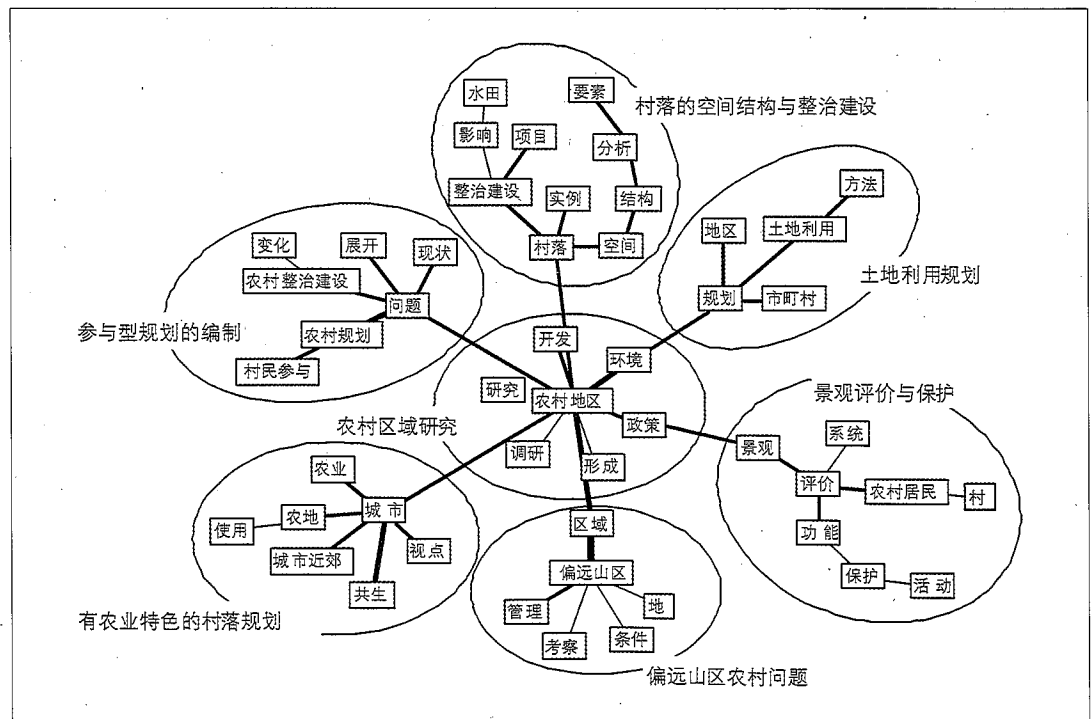 村落的空间结构与整治建设
水田
影响
项目
整治建设
要素
分析
结构
实例
村落
空间
土地利用规划
方法
土地利用
地区
规划
市町村
参与型规划的编制
变化
展开
现状
农村整治建设
问题
农村规划
村民参与
农村区域研究
开发
环境
研究
农村地区
政策
调研
形成
景观评价与保护
系统
景观
评价
农村居民
村
功能
保护
活动
有农业特色的村落规划
农业
城市
农地
使用
城市近郊
视点
共生
偏远山区农村问题
区域
偏远山区
管理
地
考察
条件